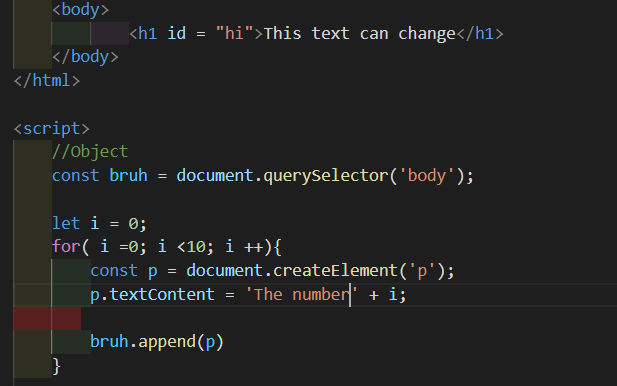 <body>
<h1 id = "hi">This text can change</h1>
</body>
</html>
<script>
//Object
const bruh = document.querySelector('body');
let i = 0;
for( i =0; i <10; i ++){
const p = document.createElement('p');
p.textContent = 'The number' + i;
bruh.append(p)
}